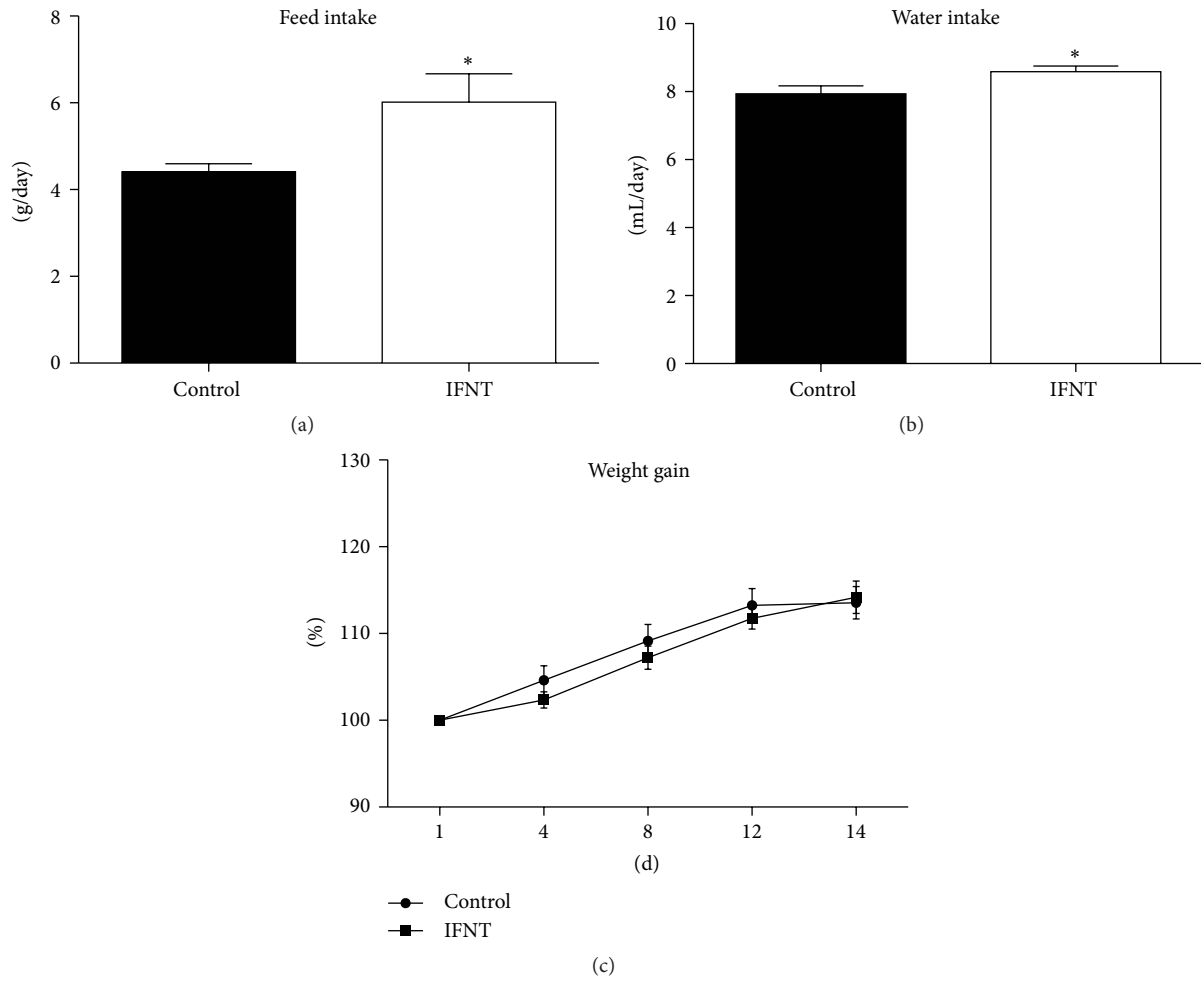 Feed intake
8
6
4
2
0
(g/day)
*
Control
IFNT
(a)
Water intake
10
8
6
4
2
0
(mL/day)
*
Control
IFNT
(b)
Weight gain
130
120
110
100
90
(%)
1 4 8 12 14
(d)
Control
IFNT
(c)